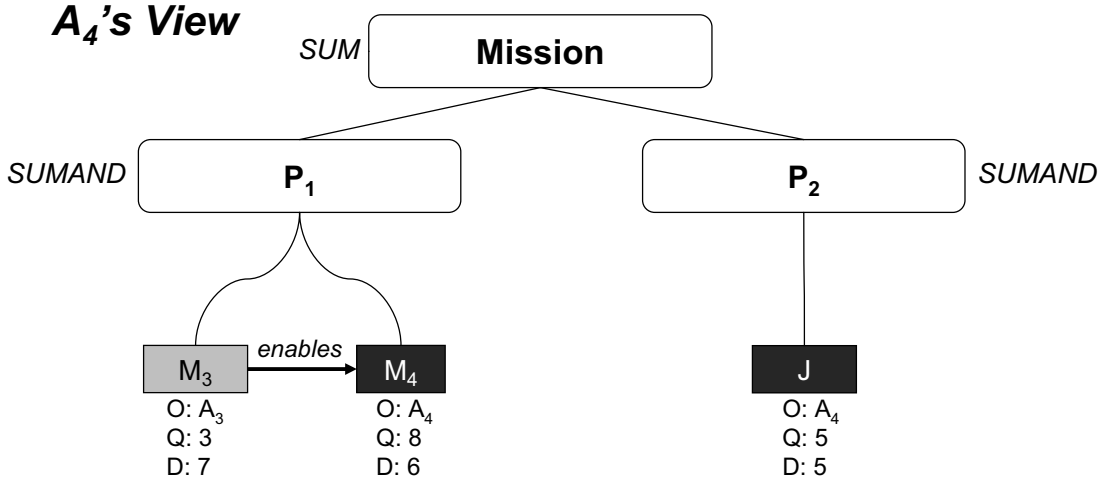 A₄'s View
SUM
Mission
SUMAND
P₁
P₂
SUMAND
enables
M₃
M₄
J
O: A₃
Q: 3
D: 7
O: A₄
Q: 8
D: 6
O: A₄
Q: 5
D: 5